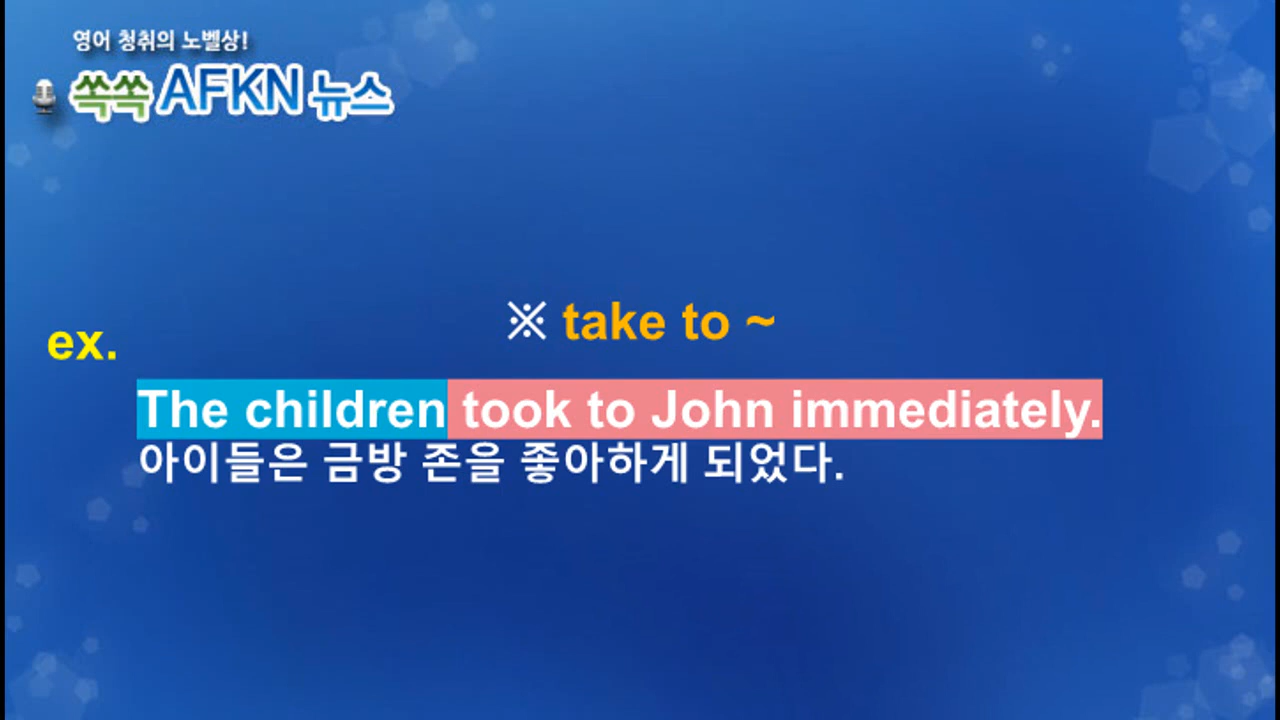 영어 청취의 노벨상!
쏙쏙 AFKN 뉴스
※ take to ~
ex.
The children took to John immediately.
아이들은 금방 존을 좋아하게 되었다.